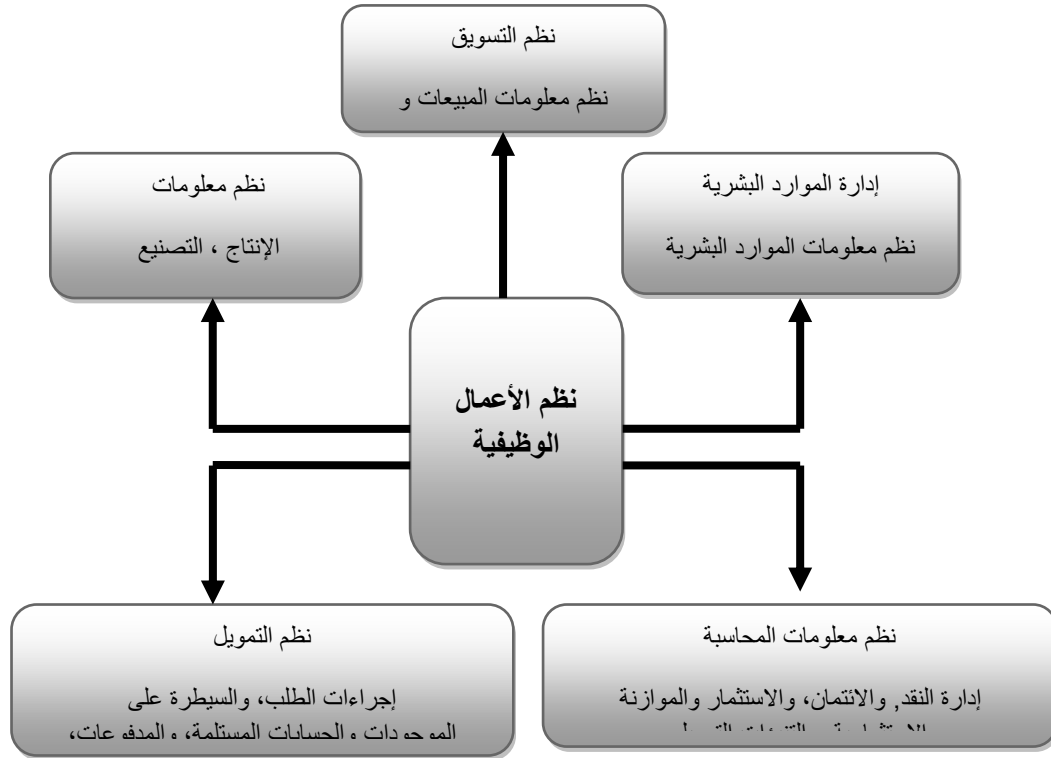 نظم التسويق
نظم معلومات المبيعات و
إدارة الموارد البشرية
نظم معلومات الموارد البشرية
نظم معلومات
الإنتاج ، التصنيع
نظم الأعمال
الوظيفية
نظم معلومات المحاسبة
إدارة النقد, والائتمان، والاستثمار والموازنة
نظم التمويل
إجراءات الطلب، والسيطرة على
الموجودات والحسابات المستلمة، والمدفوعات،